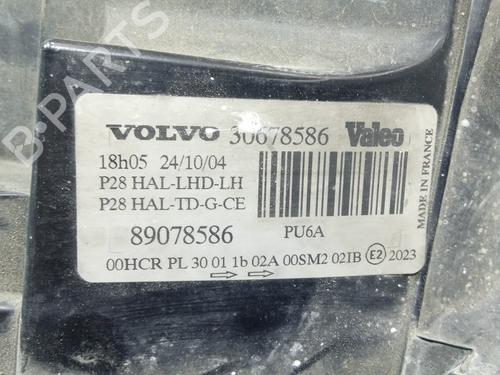 B-PARTS
VOLVO 30678586 Valeo
18h05 24/10/04
P28 HAL-LHD-LH
P28 HAL-TD-G-CE
89078586 PU6A
00HCR PL 30 01 1b 02A 00SM2 02IB E2 2023
MADE IN FRANCE